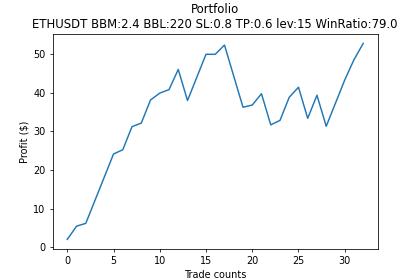 Portfolio
ETHUSDT BBM:2.4 BBL:220 SL:0.8 TP:0.6 lev:15 WinRatio:79.0
Profit ($)
50
40
30
20
10
0
0 5 10 15 20 25 30
Trade counts